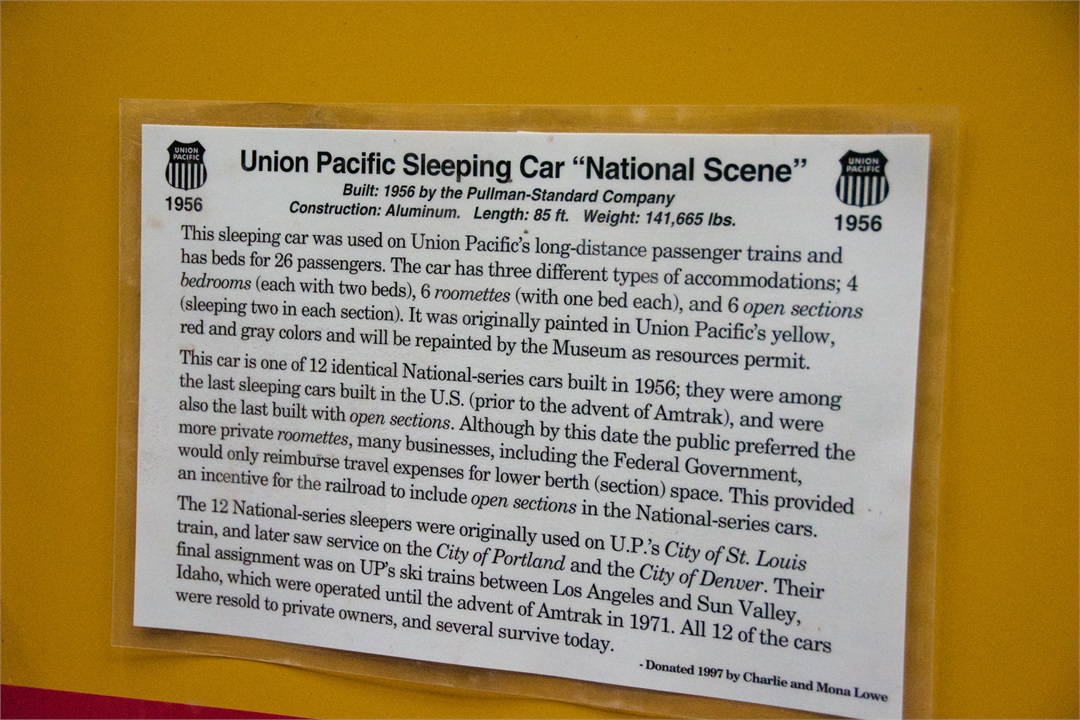 UNION
PACIFIC
1956
Union Pacific Sleeping Car “National Scene”
Built: 1956 by the Pullman-Standard Company
Construction: Aluminum. Length: 85 ft. Weight: 141,665 lbs.
UNION
PACIFIC
1956
This sleeping car was used on Union Pacific’s long-distance passenger trains and
has beds for 26 passengers. The car has three different types of accommodations; 4
bedrooms (each with two beds), 6 roomettes (with one bed each), and 6 open sections
(sleeping two in each section). It was originally painted in Union Pacific’s yellow,
red and gray colors and will be repainted by the Museum as resources permit.
This car is one of 12 identical National-series cars built in 1956; they were among
the last sleeping cars built in the U.S. (prior to the advent of Amtrak), and were
also the last built with open sections. Although by this date the public preferred the
more private roomettes, many businesses, including the Federal Government,
would only reimburse travel expenses for lower berth (section) space. This provided
an incentive for the railroad to include open sections in the National-series cars.
The 12 National-series sleepers were originally used on U.P.’s City of St. Louis
train, and later saw service on the City of Portland and the City of Denver. Their
final assignment was on UP’s ski trains between Los Angeles and Sun Valley,
Idaho, which were operated until the advent of Amtrak in 1971. All 12 of the cars
were resold to private owners, and several survive today.
- Donated 1997 by Charlie and Mona Lowe